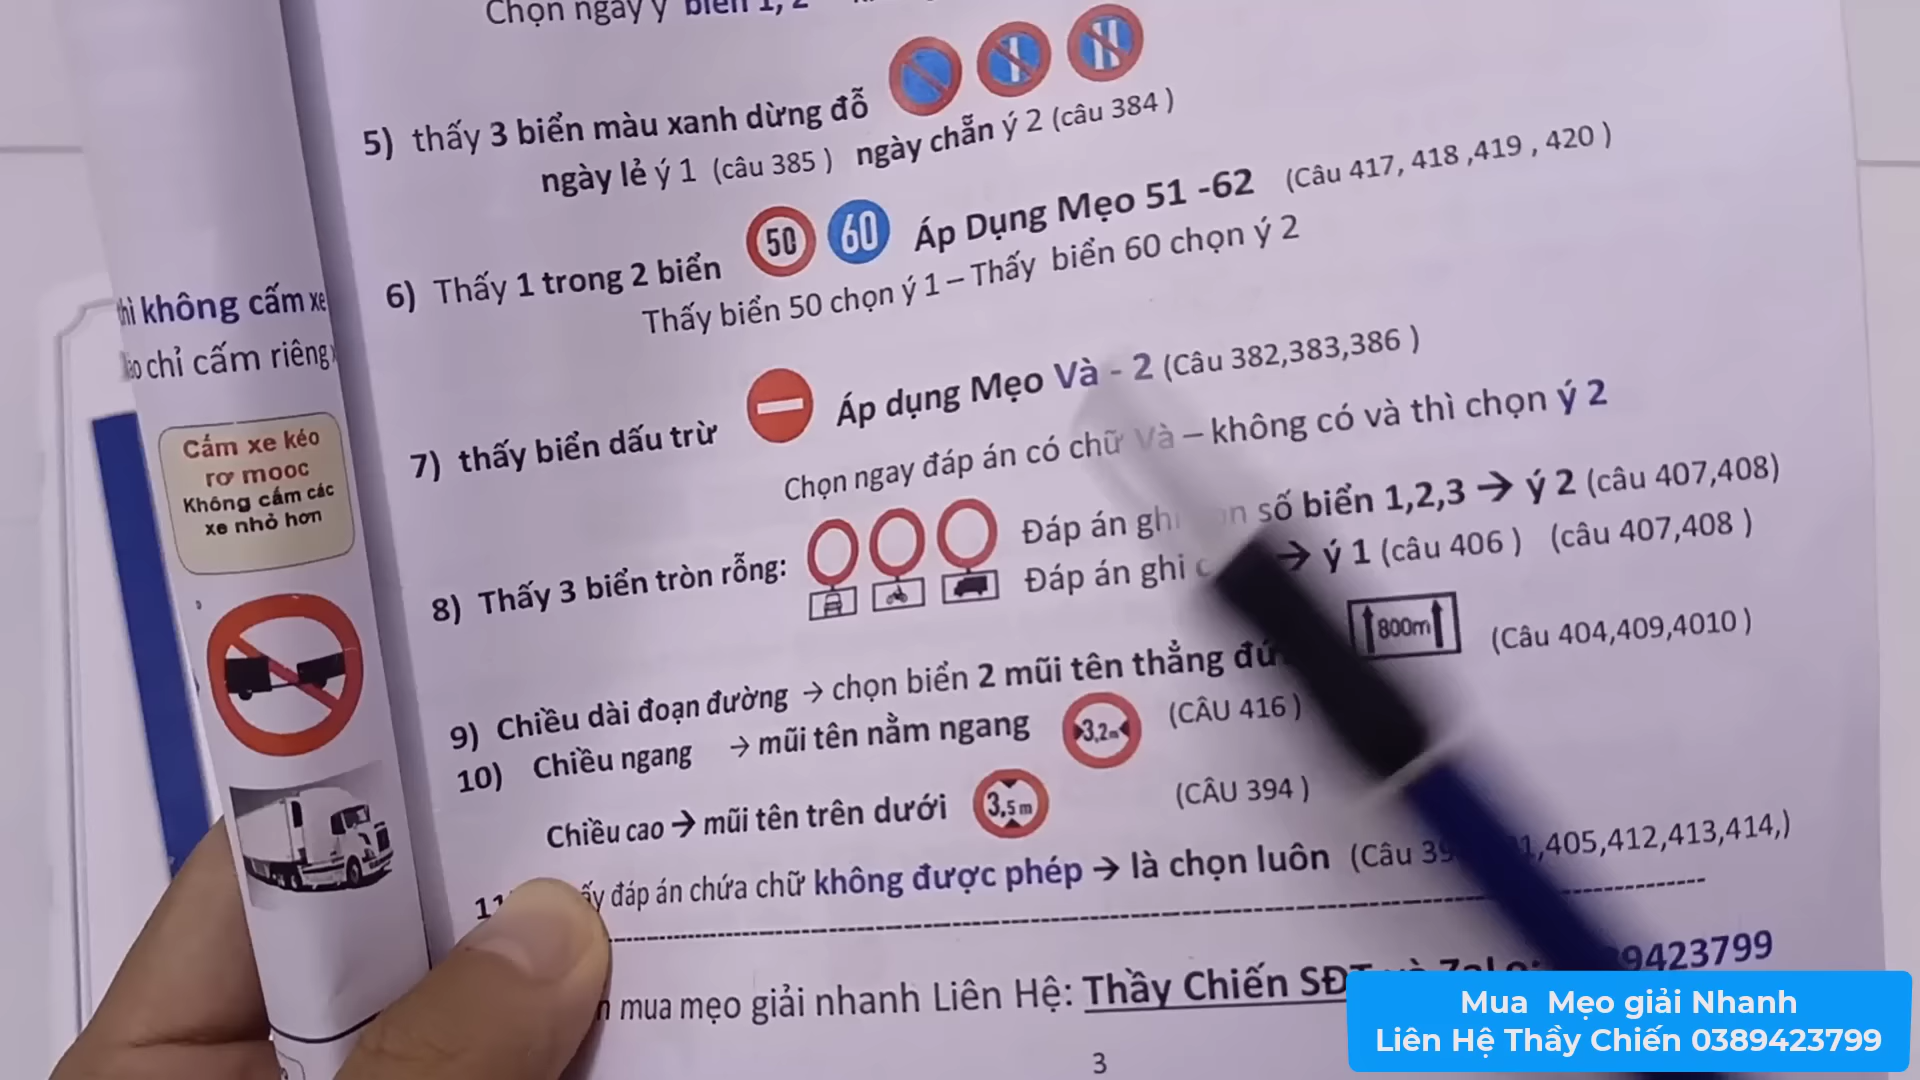 Chọn ngay ý biển 1, 2
5) thấy 3 biển màu xanh dừng đỗ
ngày lẻ ý 1 (câu 385 ) ngày chẵn ý 2 (câu 384 )
6) Thấy 1 trong 2 biển 50 60 Áp Dụng Mẹo 51 -62 (Câu 417, 418 ,419 , 420 )
Thấy biển 50 chọn ý 1 – Thấy biển 60 chọn ý 2
7) thấy biển dấu trừ Áp dụng Mẹo Và - 2 (Câu 382,383,386 )
Chọn ngay đáp án có chữ Và – không có và thì chọn ý 2
8) Thấy 3 biển tròn rỗng: Đáp án ghi số biển 1,2,3 → ý 2 (câu 407,408)
Đáp án ghi → ý 1 (câu 406 ) (câu 407,408 )
9) Chiều dài đoạn đường → chọn biển 2 mũi tên thẳng 800m (Câu 404,409,4010 )
10) Chiều ngang → mũi tên nằm ngang 3,2m (CÂU 416 )
Chiều cao → mũi tên trên dưới 3,5m (CÂU 394 )
đáp án chứa chữ không được phép → là chọn luôn (Câu ,405,412,413,414,)
mua mẹo giải nhanh Liên Hệ: Thầy Chiến SĐT và Zalo: 9423799
3
không cấm xe
chỉ cấm riêng
Cấm xe kéo
rơ mooc
Không cấm các
xe nhỏ hơn
Mua Mẹo giải Nhanh
Liên Hệ Thầy Chiến 0389423799